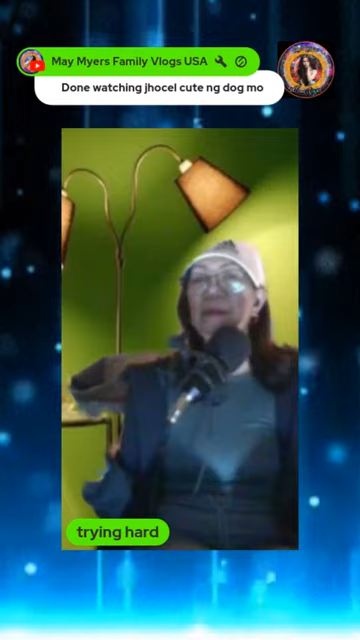 May Myers Family Vlogs USA
Done watching jhocel cute ng dog mo
trying hard